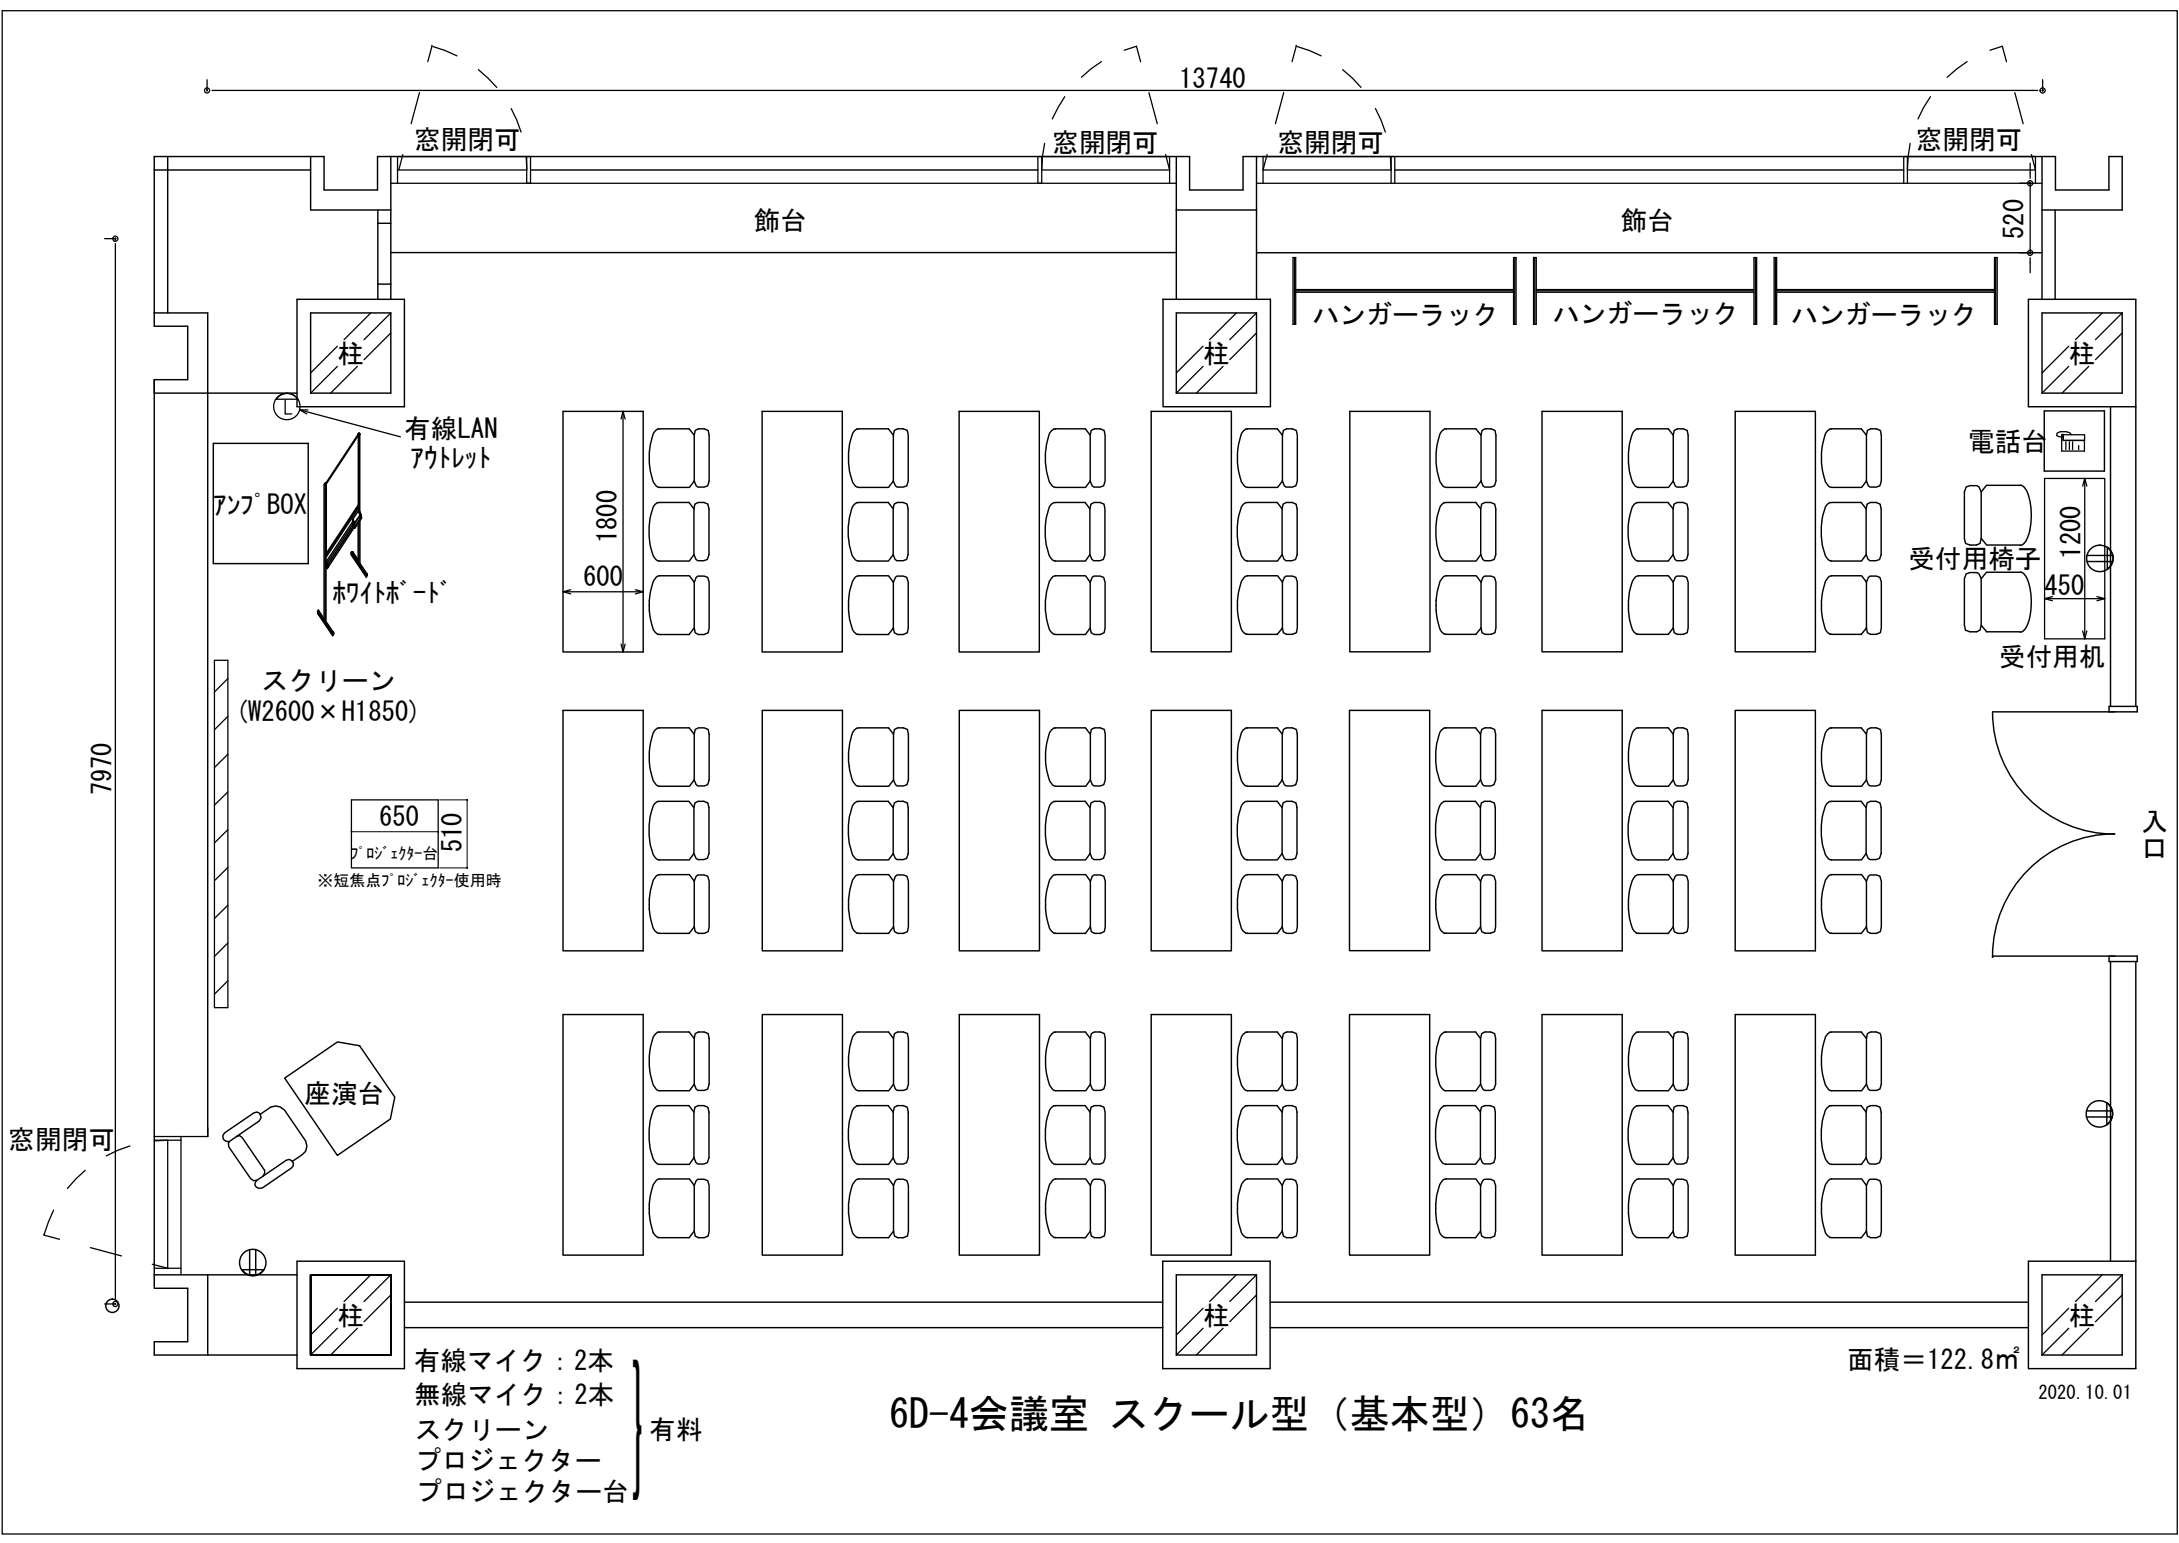 13740
窓開閉可
窓開閉可
窓開閉可
窓開閉可
飾台
飾台
520
ハンガーラック
ハンガーラック
ハンガーラック
柱
柱
柱
有線LAN
アウトレット
電話台
アンプBOX
ホワイトボード
1800
600
受付用椅子
1200
450
受付用机
スクリーン
(W2600×H1850)
7970
650
510
プロジェクター台
※短焦点プロジェクター使用時
入口
座演台
窓開閉可
柱
柱
柱
有線マイク：2本
無線マイク：2本
スクリーン
プロジェクター
プロジェクター台
有料
6D-4会議室 スクール型（基本型）63名
面積＝122.8㎡
2020.10.01